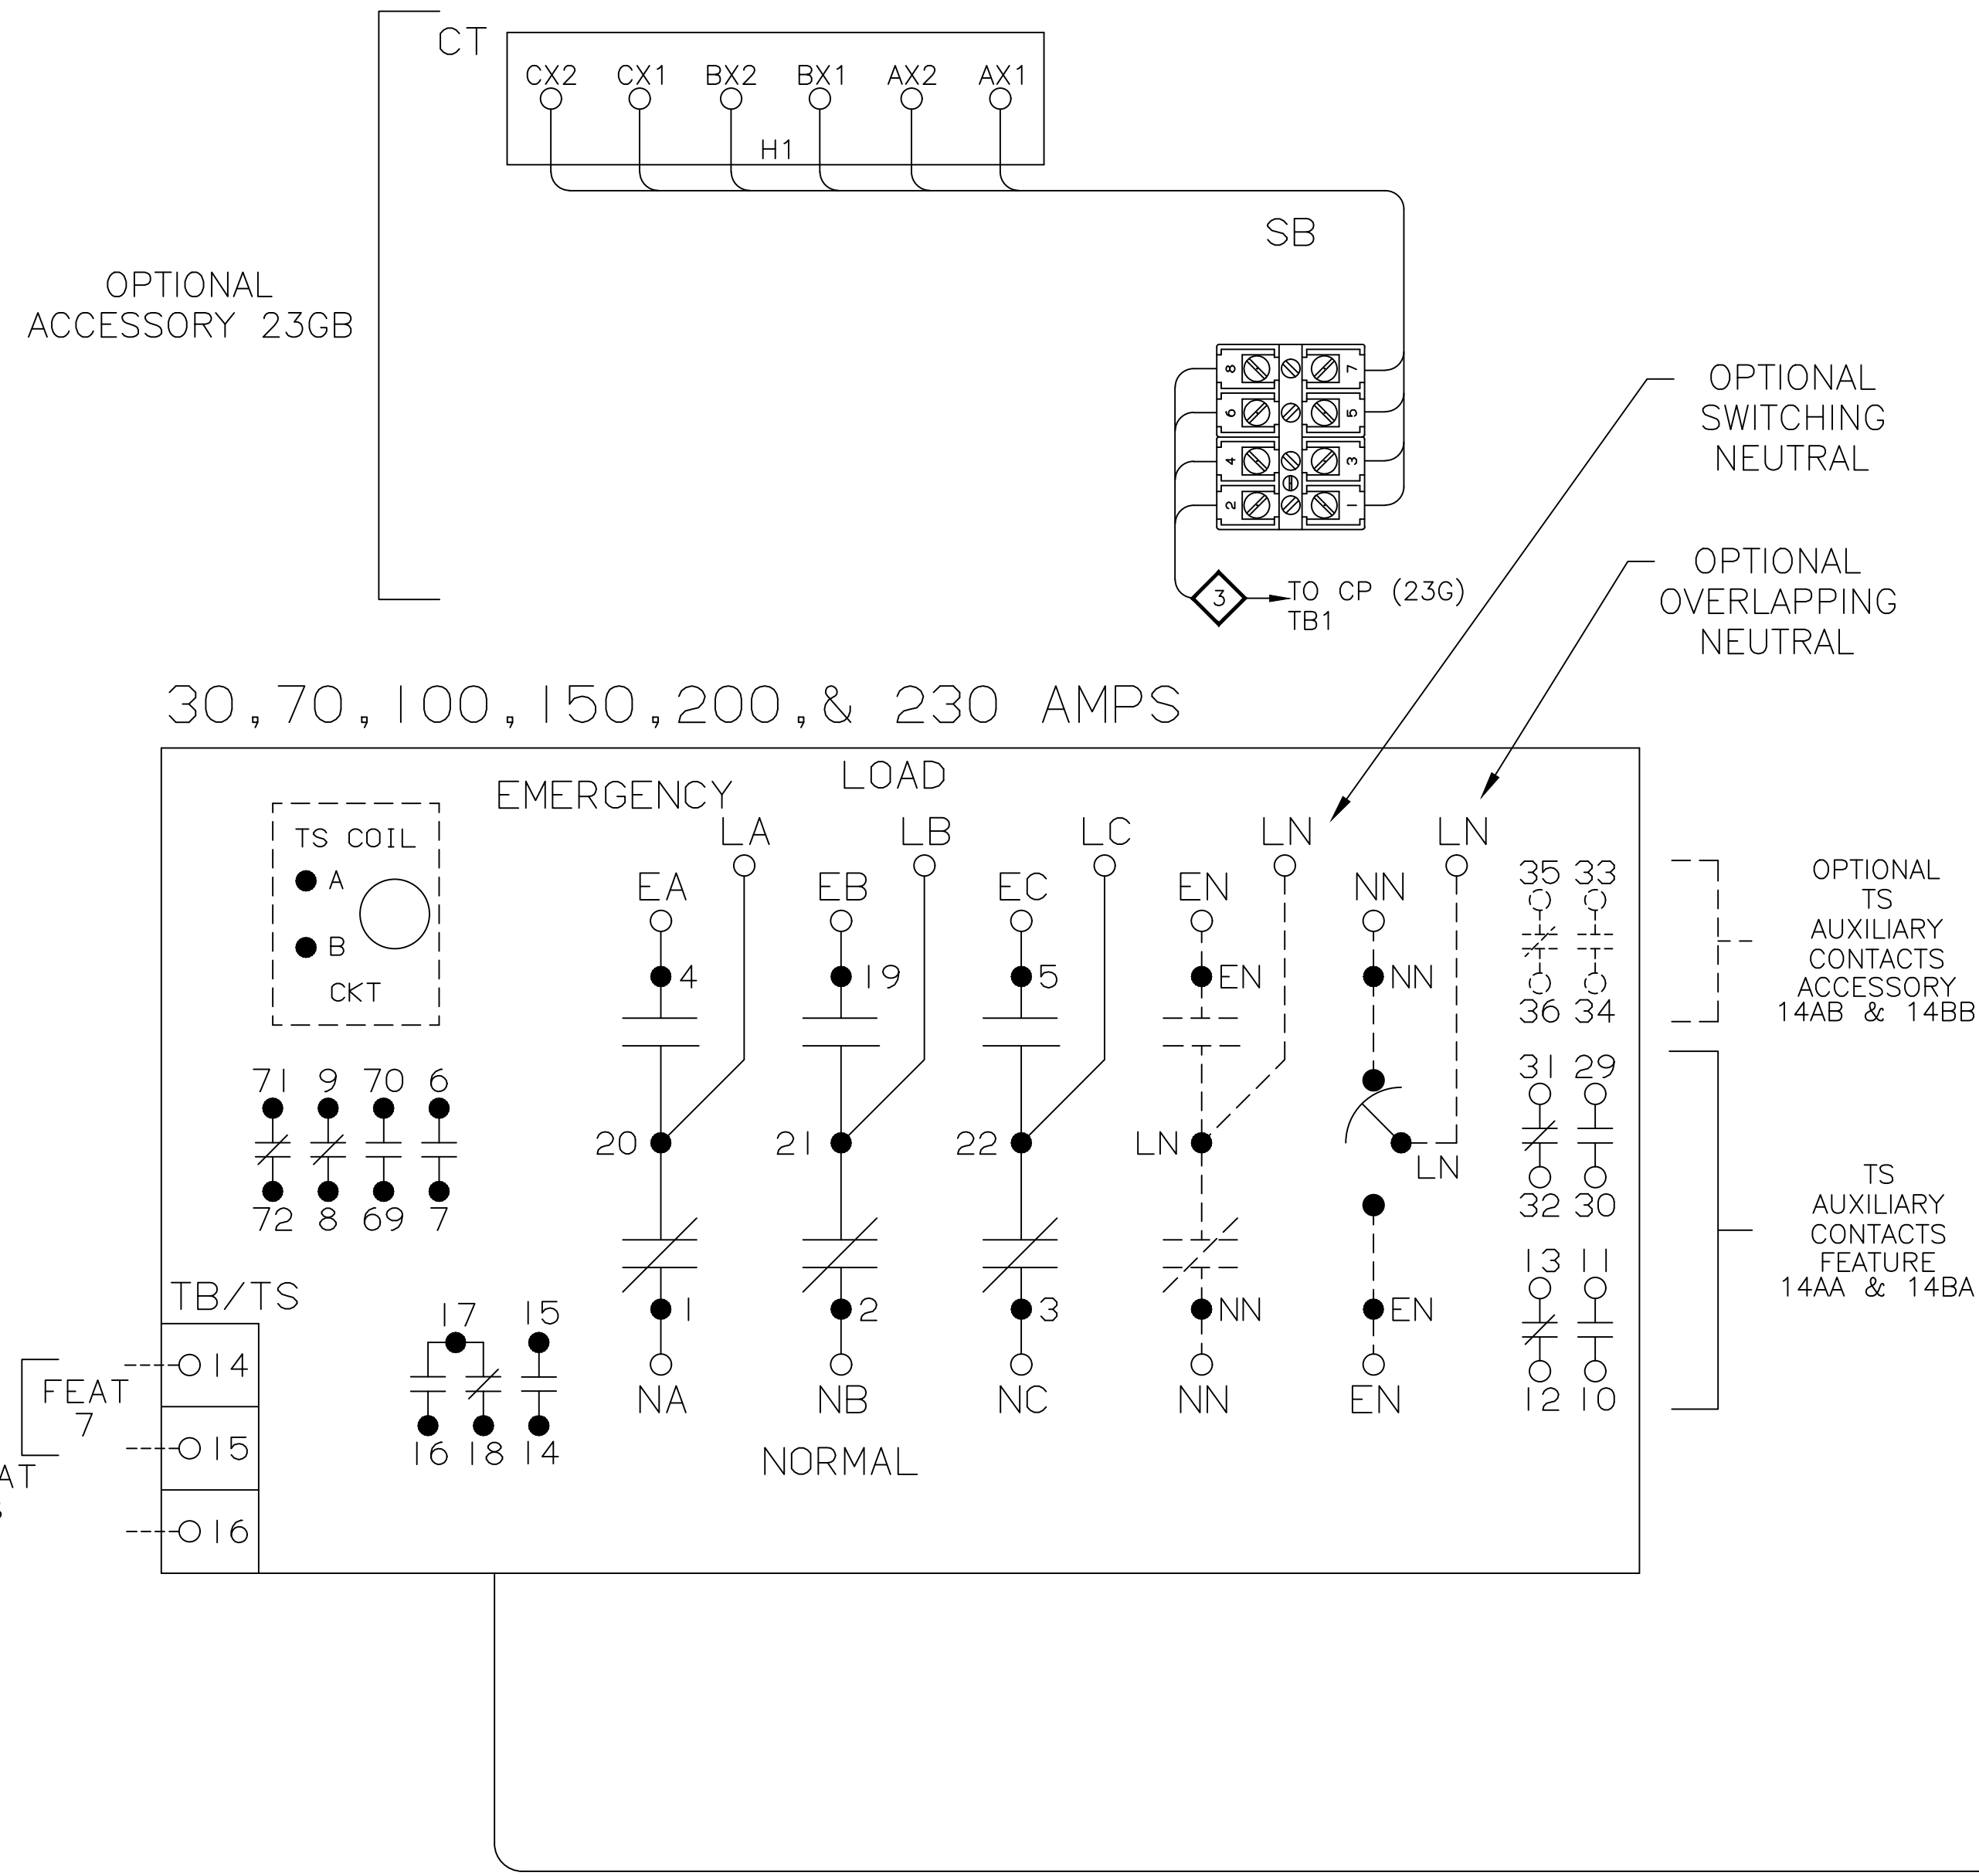 CT
CX2 CX1 BX2 BX1 AX2 AX1
H1
SB
OPTIONAL
ACCESSORY 23GB
8 7
6 5
4 3
2 1
3
TO CP (23G)
TB1
OPTIONAL
SWITCHING
NEUTRAL
OPTIONAL
OVERLAPPING
NEUTRAL
30,70,100,150,200,& 230 AMPS
LOAD
EMERGENCY
LA LB LC LN LN
EA EB EC EN NN
4 19 5 EN NN
TS COIL
A
B
CKT
71 9 70 6
72 8 69 7
20 21 22 LN LN
1 2 3 NN EN
NA NB NC NN EN
NORMAL
35 33
36 34
31 29
32 30
13 11
12 10
OPTIONAL
TS
AUXILIARY
CONTACTS
ACCESSORY
14AB & 14BB
TS
AUXILIARY
CONTACTS
FEATURE
14AA & 14BA
TB/TS
14
15
16
17 15
16 18 14
FEAT
7